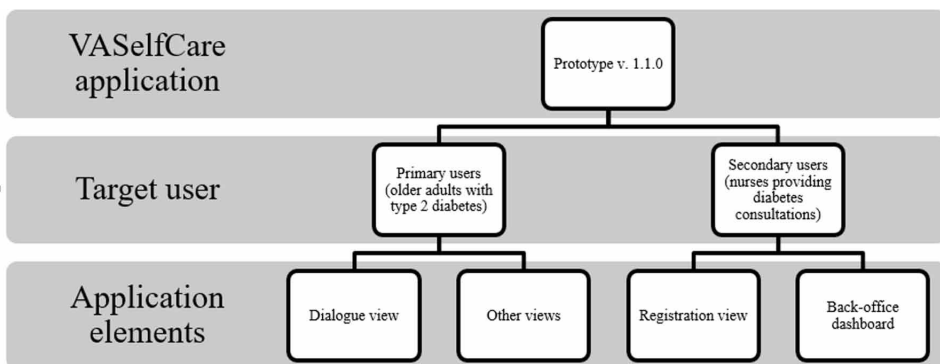 VASelfCare
application
Prototype v. 1.1.0
Target user
Primary users
(older adults with
type 2 diabetes)
Secondary users
(nurses providing
diabetes
consultations)
Application
elements
Dialogue view
Other views
Registration view
Back-office
dashboard